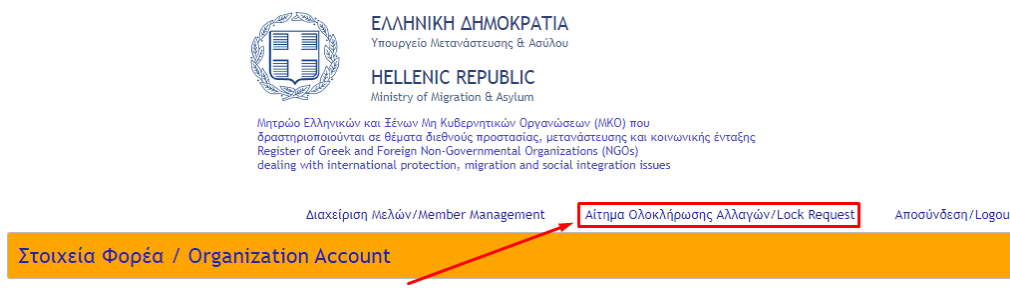 ΕΛΛΗΝΙΚΗ ΔΗΜΟΚΡΑΤΙΑ
Υπουργείο Μετανάστευσης & Ασύλου
HELLENIC REPUBLIC
Ministry of Migration & Asylum
Μητρώο Ελληνικών και Ξένων Μη Κυβερνητικών Οργανώσεων (ΜΚΟ) που
δραστηριοποιούνται σε θέματα διεθνούς προστασίας, μετανάστευσης και κοινωνικής ένταξης
Register of Greek and Foreign Non-Governmental Organizations (NGOs)
dealing with international protection, migration and social integration issues
Διαχείριση Μελών/Member Management Αίτημα Ολοκλήρωσης Αλλαγών/Lock Request Αποσύνδεση/Logou
Στοιχεία Φορέα / Organization Account